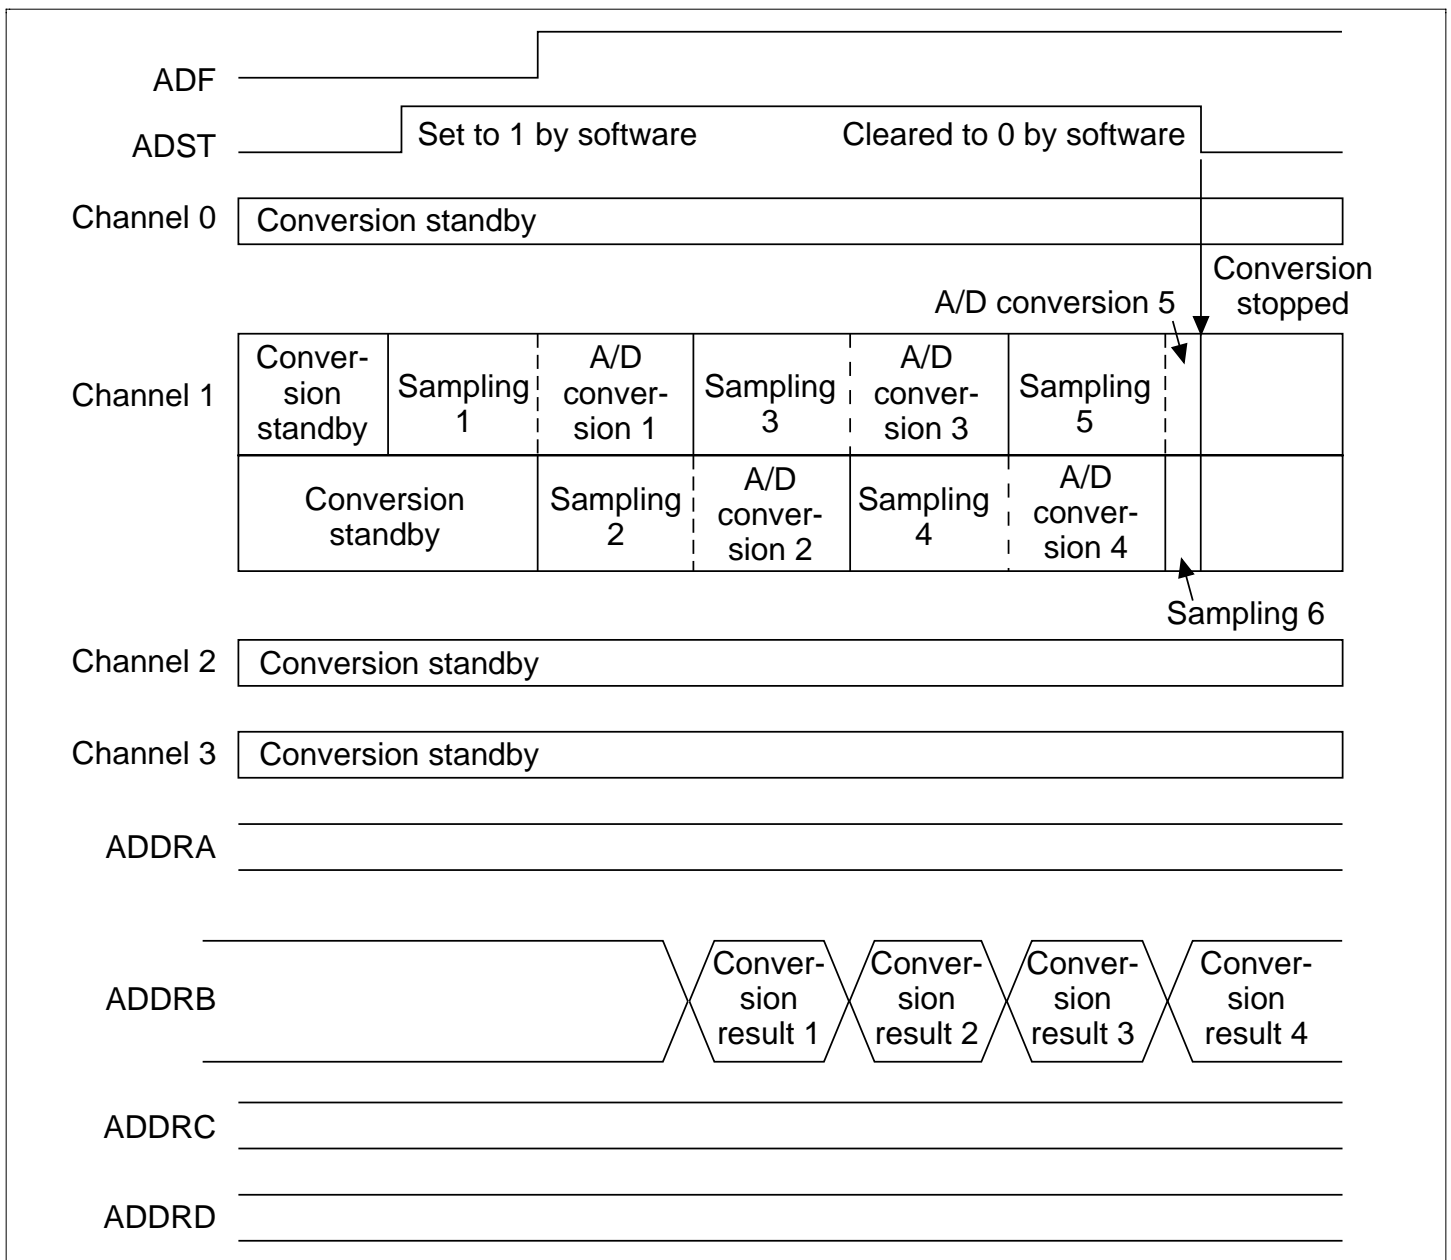 ADF
ADST
Set to 1 by software
Cleared to 0 by software
Channel 0
Conversion standby
Conversion
stopped
A/D conversion 5
Channel 1
Conver-
sion
standby
Sampling
1
A/D
conver-
sion 1
Sampling
3
A/D
conver-
sion 3
Sampling
5
Conversion
standby
Sampling
2
A/D
conver-
sion 2
Sampling
4
A/D
conver-
sion 4
Sampling 6
Channel 2
Conversion standby
Channel 3
Conversion standby
ADDRA
ADDRB
Conver-
sion
result 1
Conver-
sion
result 2
Conver-
sion
result 3
Conver-
sion
result 4
ADDRC
ADDRD